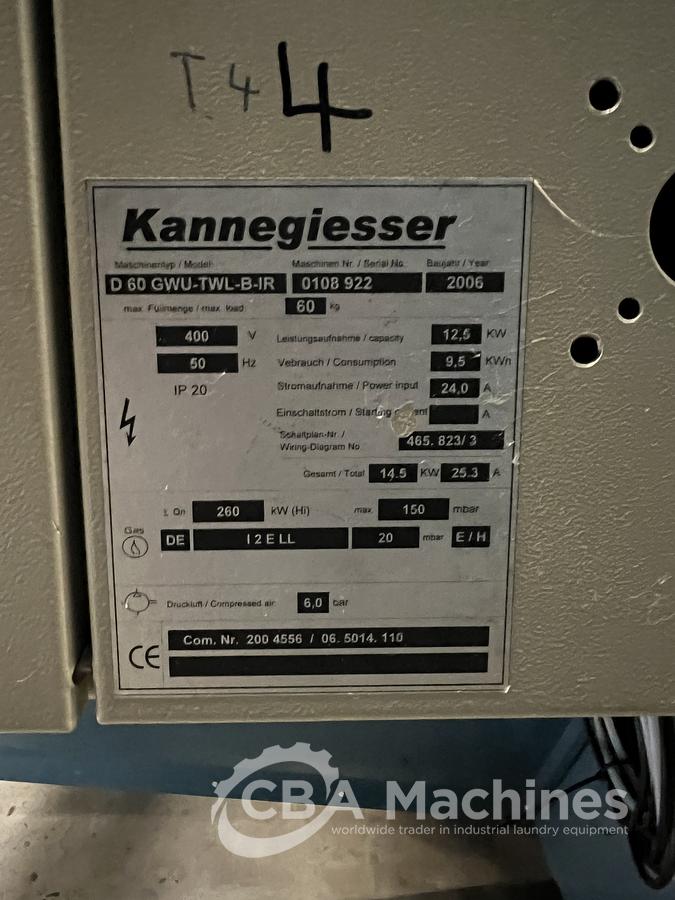 T4 4
Kannegiesser
Maschinentyp / Model Maschinen Nr. / Serial No. Baujahr / Year
D 60 GWU-TWL-B-IR 0108 922 2006
max. Füllmenge / max. load 60 kg
400 V Leistungsaufnahme / capacity 12,5 KW
50 Hz Vebrauch / Consumption 9,5 KWh
IP 20 Stromaufnahme / Power input 24,0 A
Einschaltstrom / Starting current A
Schaltplan-Nr. /
Wiring-Diagram No. 465. 823/ 3
Gesamt / Total 14.5 KW 25.3 A
Σ Qn 260 kW (Hi) max. 150 mbar
Gas
DE I 2 E LL 20 mbar E / H
Druckluft / Compressed air 6,0 bar
CE Com. Nr. 200 4556 / 06. 5014. 110
CBA Machines
worldwide trader in industrial laundry equipment